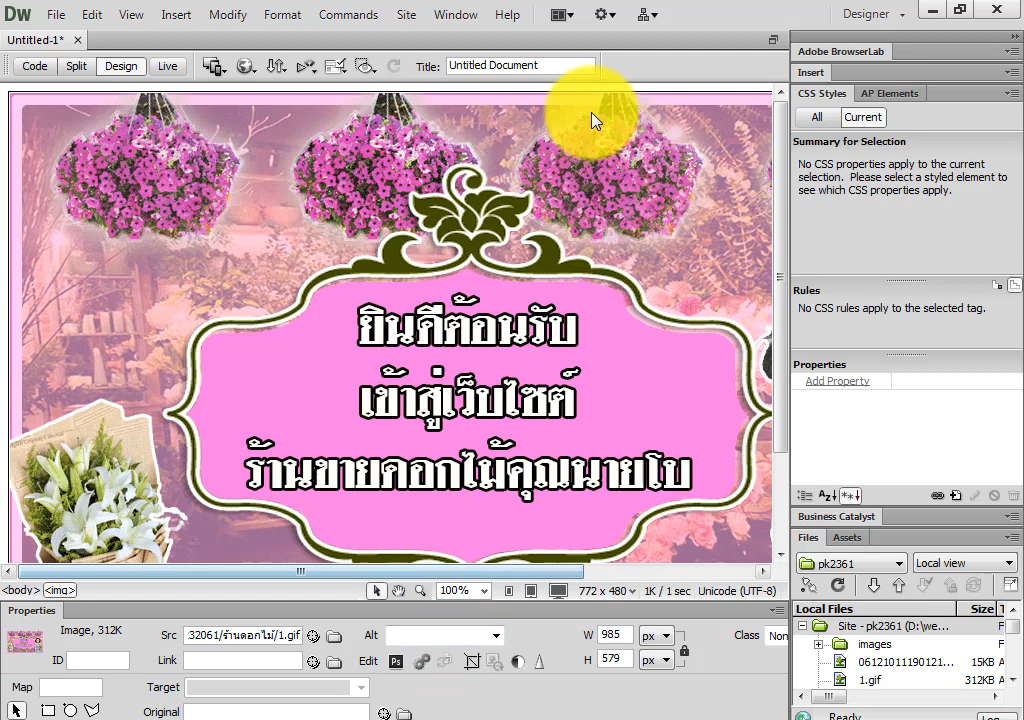 Dw File Edit View Insert Modify Format Commands Site Window Help Designer
Untitled-1* ×
Code Split Design Live Title: Untitled Document
Adobe BrowserLab
Insert
CSS Styles AP Elements
All Current
Summary for Selection
No CSS properties apply to the current
selection. Please select a styled element to
see which CSS properties apply.
ยินดีต้อนรับ
เข้าสู่เว็บไซต์
ร้านขายดอกไม้คุณนายโบ
Rules
No CSS rules apply to the selected tag.
Properties
Add Property
Business Catalyst
Files Assets
pk2361 Local view
<body> <img> 100% 772 x 480 1K / 1 sec Unicode (UTF-8)
Local Files Size
Site - pk2361 (D:\we...
images
06121011190121... 15KB
1.gif 312KB
Properties
Image, 312K Src 32061/ร้านดอกไม้/1.gif Alt W 985 px Class Non
ID Link Edit Ps H 579 px
Map Target
Original
Ready